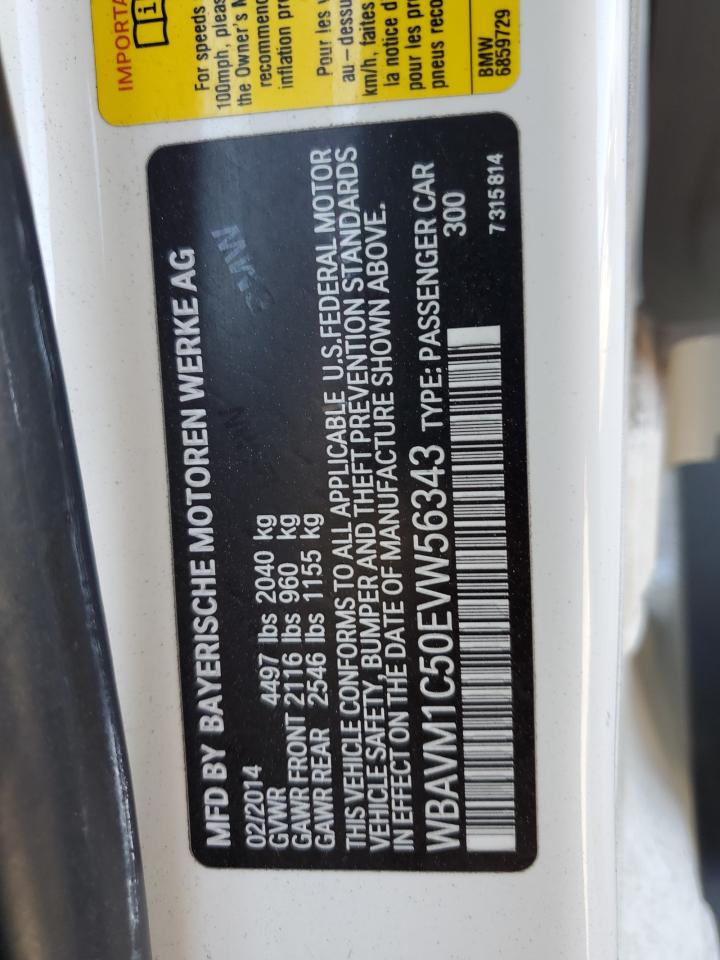 IMPORTA
For speeds
100mph, pleas
the Owner's M
recommen
inflation pre
Pour les v
au-dessu
km/h, faites
la notice d'
pour les pr
pneus reco
BMW
6859729
MFD BY BAYERISCHE MOTOREN WERKE AG
02/2014
GVWR 4497 lbs 2040 kg
GAWR FRONT 2116 lbs 960 kg
GAWR REAR 2546 lbs 1155 kg
THIS VEHICLE CONFORMS TO ALL APPLICABLE U.S.FEDERAL MOTOR
VEHICLE SAFETY, BUMPER AND THEFT PREVENTION STANDARDS
IN EFFECT ON THE DATE OF MANUFACTURE SHOWN ABOVE.
WBAVM1C50EVW56343 TYPE: PASSENGER CAR
300
7 315 814